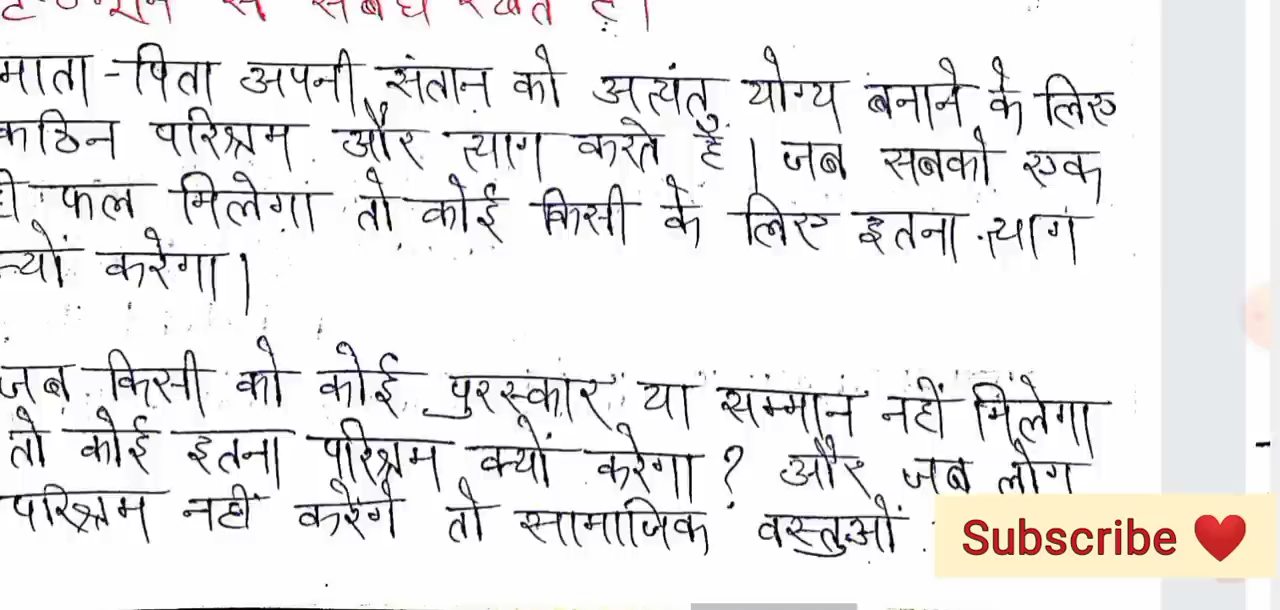 से संबंध रखते हैं।
माता-पिता अपनी संतान को अत्यंतु योग्य बनाने के लिए
कठिन परिश्रम और त्याग करते हैं। जब सबको एक
ही फल मिलेगा तो कोई किसी के लिए इतना त्याग
क्यों करेगा।
जब किसी को कोई पुरस्कार या सम्मान नहीं मिलेगा
तो कोई इतना परिश्रम क्यों करेगा? और जब लोग
परिश्रम नहीं करेंगे तो सामाजिक वस्तुओं
Subscribe